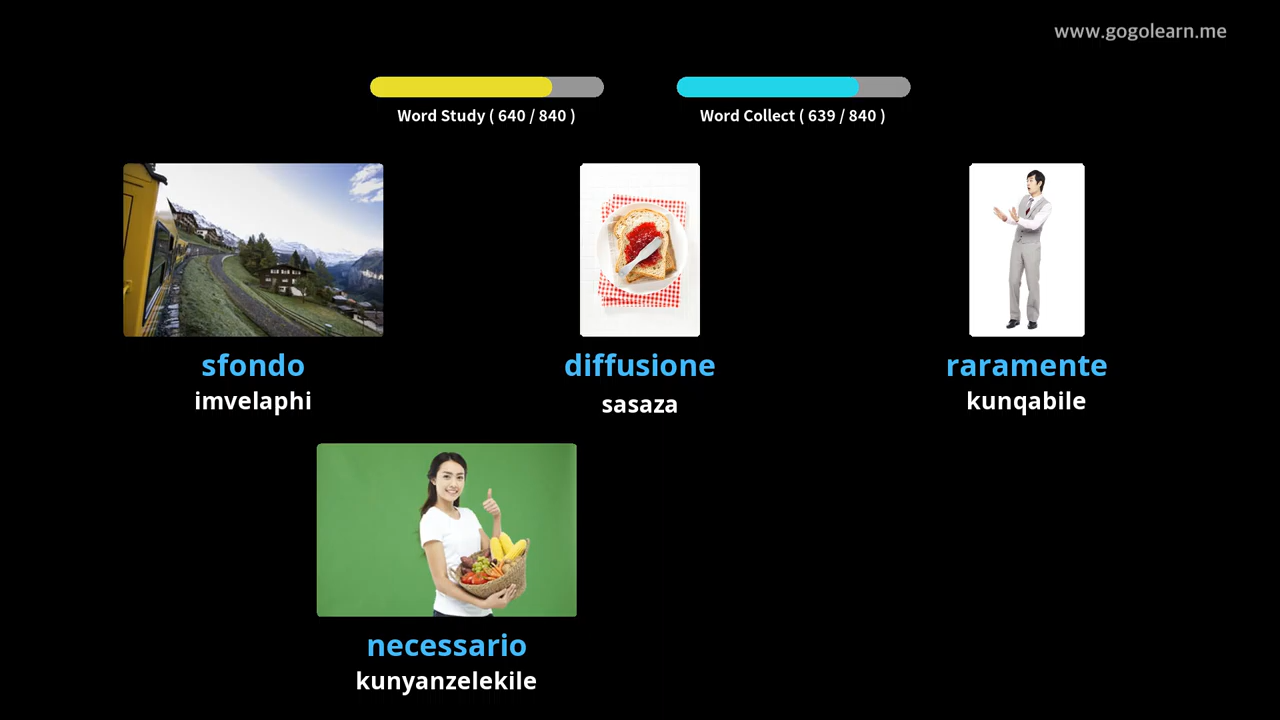 www.gogolearn.me
Word Study ( 640 / 840 )
Word Collect ( 639 / 840 )
sfondo
imvelaphi
diffusione
sasaza
raramente
kunqabile
necessario
kunyanzelekile